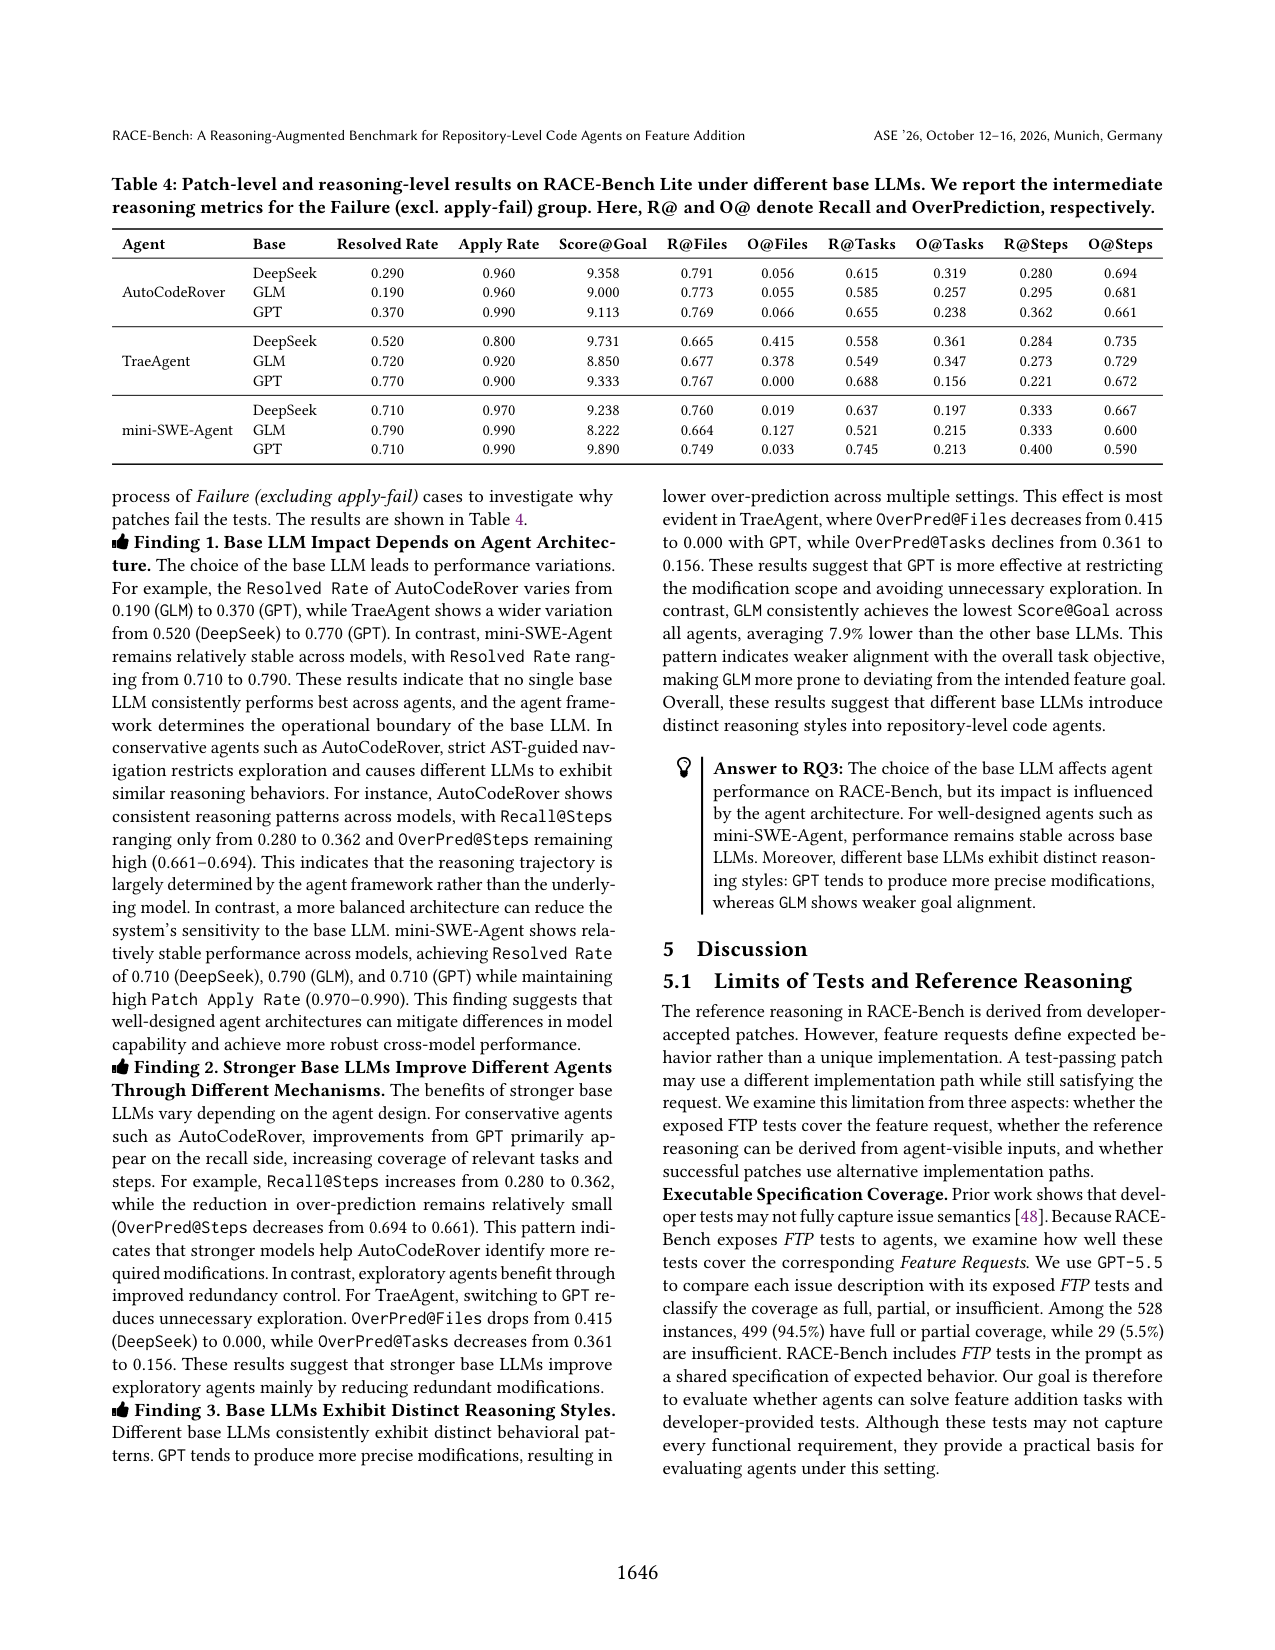 RACE-Bench: A Reasoning-Augmented Benchmark for Repository-Level Code Agents on Feature Addition ASE ’26, October 12–16, 2026, Munich, Germany
Table 4: Patch-level and reasoning-level results on RACE-Bench Lite under different base LLMs. We report the intermediate
reasoning metrics for the Failure (excl. apply-fail) group. Here, R@ and O@ denote Recall and OverPrediction, respectively.
Agent Base Resolved Rate Apply Rate Score@Goal R@Files O@Files R@Tasks O@Tasks R@Steps O@Steps
DeepSeek 0.290 0.960 9.358 0.791 0.056 0.615 0.319 0.280 0.694
AutoCodeRover GLM 0.190 0.960 9.000 0.773 0.055 0.585 0.257 0.295 0.681
GPT 0.370 0.990 9.113 0.769 0.066 0.655 0.238 0.362 0.661
DeepSeek 0.520 0.800 9.731 0.665 0.415 0.558 0.361 0.284 0.735
TraeAgent GLM 0.720 0.920 8.850 0.677 0.378 0.549 0.347 0.273 0.729
GPT 0.770 0.900 9.333 0.767 0.000 0.688 0.156 0.221 0.672
DeepSeek 0.710 0.970 9.238 0.760 0.019 0.637 0.197 0.333 0.667
mini-SWE-Agent GLM 0.790 0.990 8.222 0.664 0.127 0.521 0.215 0.333 0.600
GPT 0.710 0.990 9.890 0.749 0.033 0.745 0.213 0.400 0.590
process of Failure (excluding apply-fail) cases to investigate why
patches fail the tests. The results are shown in Table 4.
Finding 1. Base LLM Impact Depends on Agent Architec-
ture. The choice of the base LLM leads to performance variations.
For example, the Resolved Rate of AutoCodeRover varies from
0.190 (GLM) to 0.370 (GPT), while TraeAgent shows a wider variation
from 0.520 (DeepSeek) to 0.770 (GPT). In contrast, mini-SWE-Agent
remains relatively stable across models, with Resolved Rate rang-
ing from 0.710 to 0.790. These results indicate that no single base
LLM consistently performs best across agents, and the agent frame-
work determines the operational boundary of the base LLM. In
conservative agents such as AutoCodeRover, strict AST-guided nav-
igation restricts exploration and causes different LLMs to exhibit
similar reasoning behaviors. For instance, AutoCodeRover shows
consistent reasoning patterns across models, with Recall@Steps
ranging only from 0.280 to 0.362 and OverPred@Steps remaining
high (0.661–0.694). This indicates that the reasoning trajectory is
largely determined by the agent framework rather than the underly-
ing model. In contrast, a more balanced architecture can reduce the
system’s sensitivity to the base LLM. mini-SWE-Agent shows rela-
tively stable performance across models, achieving Resolved Rate
of 0.710 (DeepSeek), 0.790 (GLM), and 0.710 (GPT) while maintaining
high Patch Apply Rate (0.970–0.990). This finding suggests that
well-designed agent architectures can mitigate differences in model
capability and achieve more robust cross-model performance.
Finding 2. Stronger Base LLMs Improve Different Agents
Through Different Mechanisms. The benefits of stronger base
LLMs vary depending on the agent design. For conservative agents
such as AutoCodeRover, improvements from GPT primarily ap-
pear on the recall side, increasing coverage of relevant tasks and
steps. For example, Recall@Steps increases from 0.280 to 0.362,
while the reduction in over-prediction remains relatively small
(OverPred@Steps decreases from 0.694 to 0.661). This pattern indi-
cates that stronger models help AutoCodeRover identify more re-
quired modifications. In contrast, exploratory agents benefit through
improved redundancy control. For TraeAgent, switching to GPT re-
duces unnecessary exploration. OverPred@Files drops from 0.415
(DeepSeek) to 0.000, while OverPred@Tasks decreases from 0.361
to 0.156. These results suggest that stronger base LLMs improve
exploratory agents mainly by reducing redundant modifications.
Finding 3. Base LLMs Exhibit Distinct Reasoning Styles.
Different base LLMs consistently exhibit distinct behavioral pat-
terns. GPT tends to produce more precise modifications, resulting in
lower over-prediction across multiple settings. This effect is most
evident in TraeAgent, where OverPred@Files decreases from 0.415
to 0.000 with GPT, while OverPred@Tasks declines from 0.361 to
0.156. These results suggest that GPT is more effective at restricting
the modification scope and avoiding unnecessary exploration. In
contrast, GLM consistently achieves the lowest Score@Goal across
all agents, averaging 7.9% lower than the other base LLMs. This
pattern indicates weaker alignment with the overall task objective,
making GLM more prone to deviating from the intended feature goal.
Overall, these results suggest that different base LLMs introduce
distinct reasoning styles into repository-level code agents.
Answer to RQ3: The choice of the base LLM affects agent
performance on RACE-Bench, but its impact is influenced
by the agent architecture. For well-designed agents such as
mini-SWE-Agent, performance remains stable across base
LLMs. Moreover, different base LLMs exhibit distinct reason-
ing styles: GPT tends to produce more precise modifications,
whereas GLM shows weaker goal alignment.
5 Discussion
5.1 Limits of Tests and Reference Reasoning
The reference reasoning in RACE-Bench is derived from developer-
accepted patches. However, feature requests define expected be-
havior rather than a unique implementation. A test-passing patch
may use a different implementation path while still satisfying the
request. We examine this limitation from three aspects: whether the
exposed FTP tests cover the feature request, whether the reference
reasoning can be derived from agent-visible inputs, and whether
successful patches use alternative implementation paths.
Executable Specification Coverage. Prior work shows that devel-
oper tests may not fully capture issue semantics [48]. Because RACE-
Bench exposes FTP tests to agents, we examine how well these
tests cover the corresponding Feature Requests. We use GPT-5.5
to compare each issue description with its exposed FTP tests and
classify the coverage as full, partial, or insufficient. Among the 528
instances, 499 (94.5%) have full or partial coverage, while 29 (5.5%)
are insufficient. RACE-Bench includes FTP tests in the prompt as
a shared specification of expected behavior. Our goal is therefore
to evaluate whether agents can solve feature addition tasks with
developer-provided tests. Although these tests may not capture
every functional requirement, they provide a practical basis for
evaluating agents under this setting.
1646